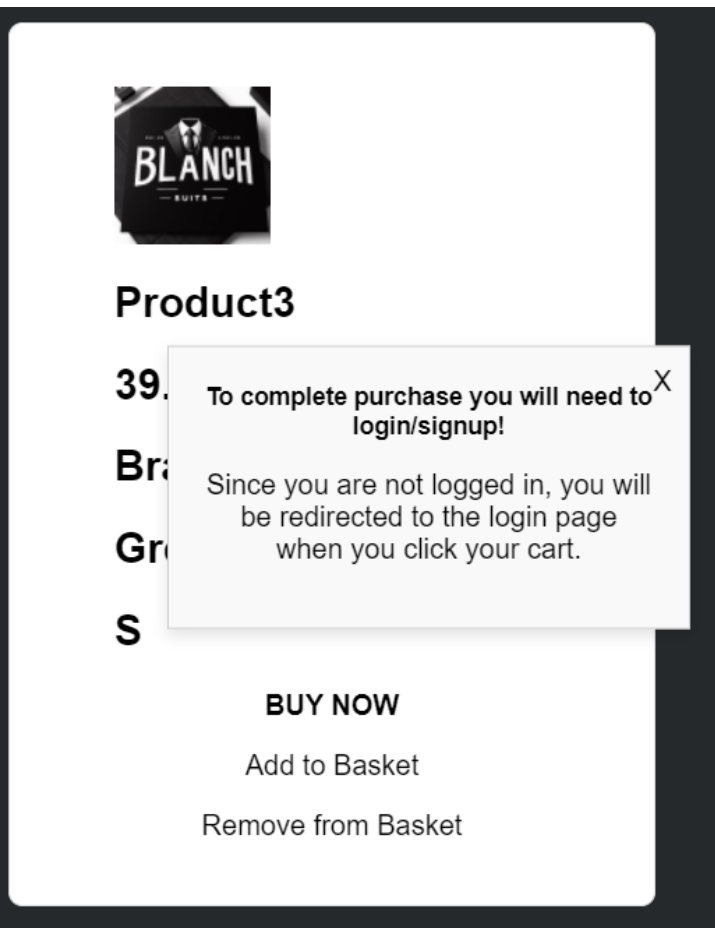 BLANCH
SUITS
Product3
39.
To complete purchase you will need to
login/signup!
X
Since you are not logged in, you will
be redirected to the login page
when you click your cart.
S
BUY NOW
Add to Basket
Remove from Basket